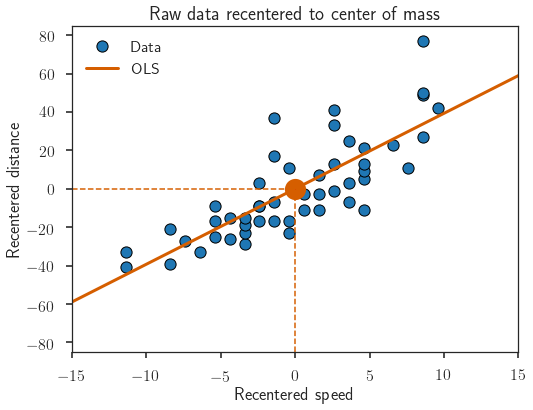 Raw data recentered to center of mass
Data
OLS
80
60
40
20
0
−20
−40
−60
−80
Recentered distance
−15 −10 −5 0 5 10 15
Recentered speed